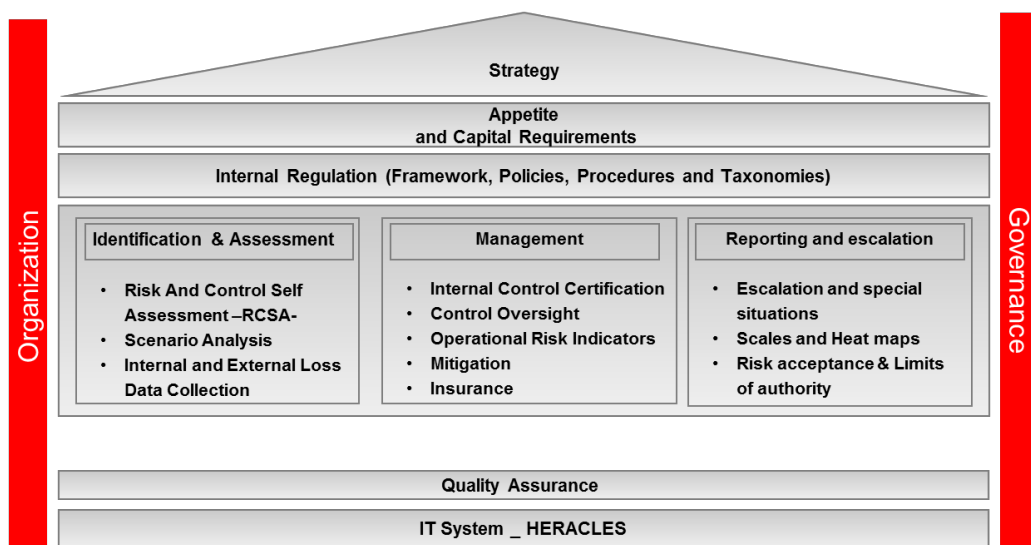 Strategy
Appetite
and Capital Requirements
Internal Regulation (Framework, Policies, Procedures and Taxonomies)
Organization
Identification & Assessment
• Risk And Control Self
Assessment –RCSA-
• Scenario Analysis
• Internal and External Loss
Data Collection
Management
• Internal Control Certification
• Control Oversight
• Operational Risk Indicators
• Mitigation
• Insurance
Reporting and escalation
• Escalation and special
situations
• Scales and Heat maps
• Risk acceptance & Limits
of authority
Governance
Quality Assurance
IT System _ HERACLES